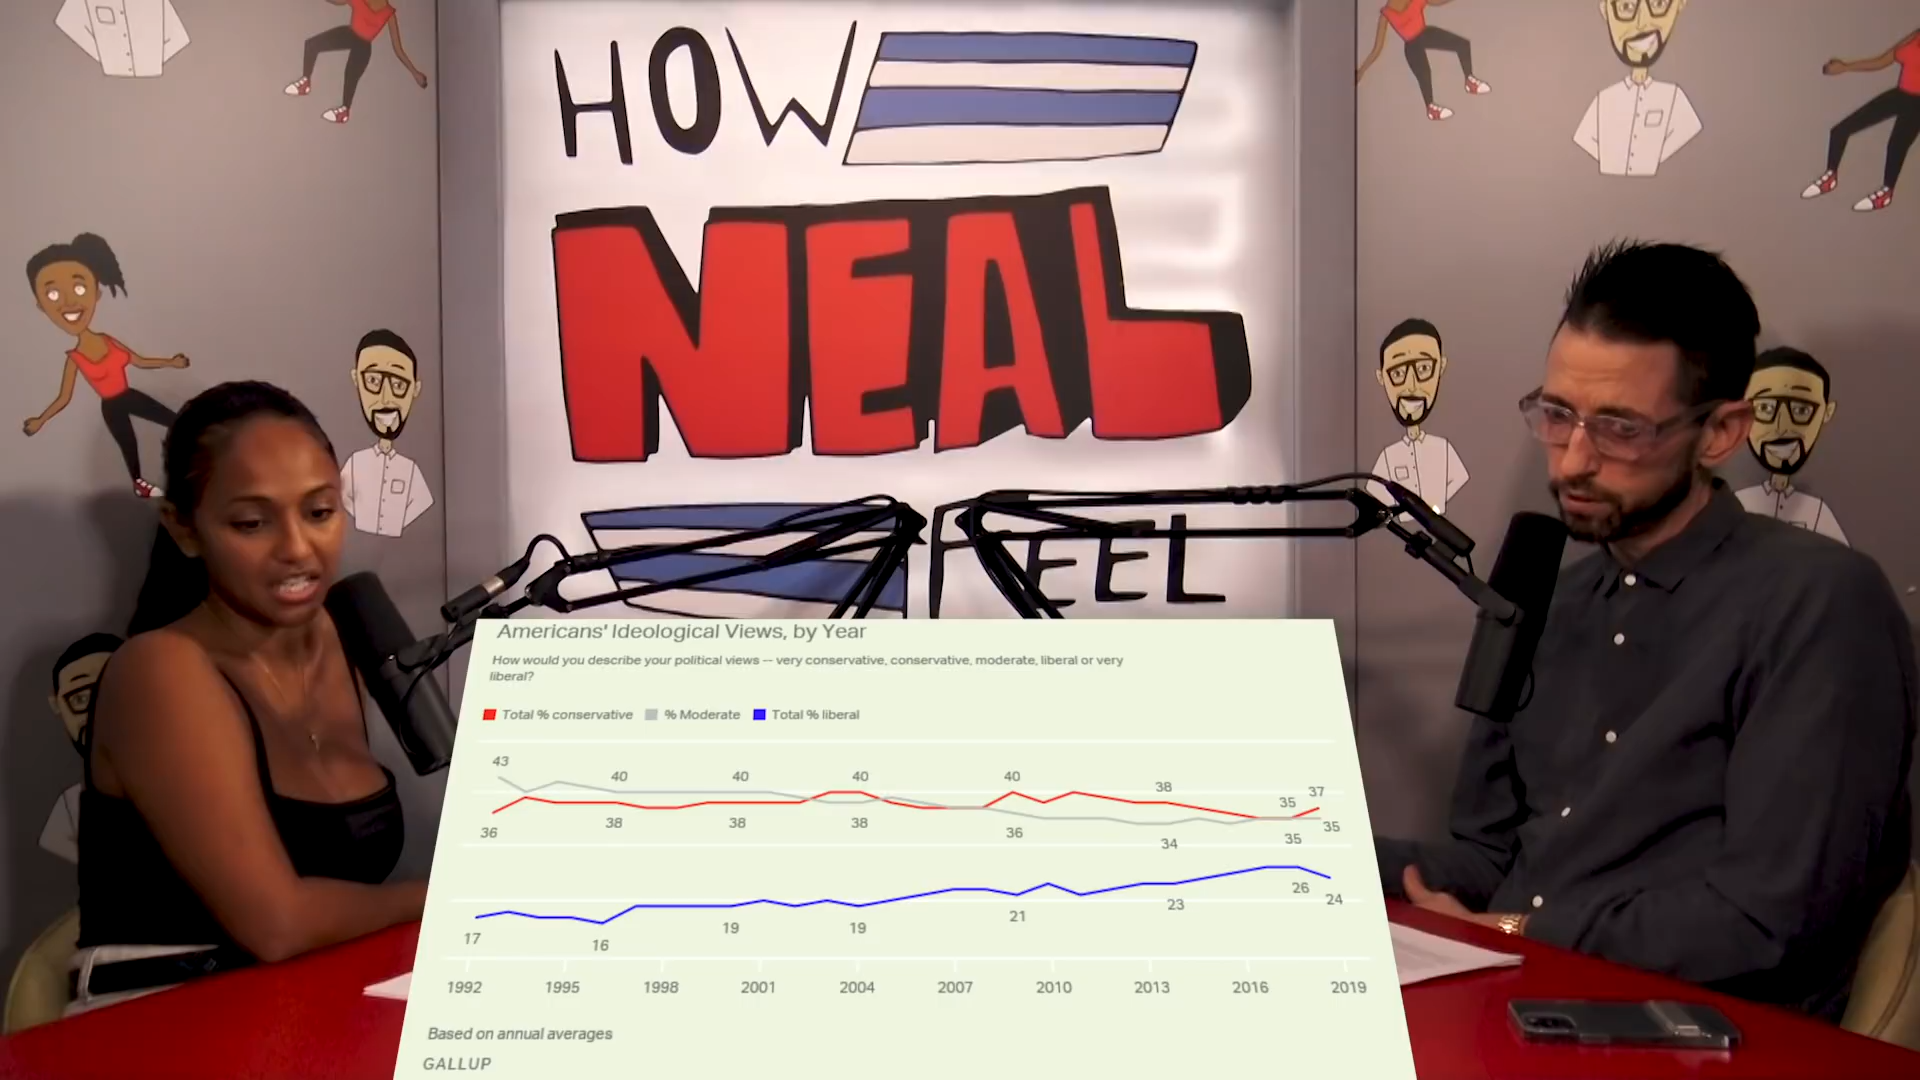 HOW
NEAL
FEEL
Americans' Ideological Views, by Year
How would you describe your political views -- very conservative, conservative, moderate, liberal or very
liberal?
Total % conservative % Moderate Total % liberal
43 40 40 40 40 38 35 37
36 38 38 38 36 34 35 35
17 16 19 19 21 23 26 24
1992 1995 1998 2001 2004 2007 2010 2013 2016 2019
Based on annual averages
GALLUP